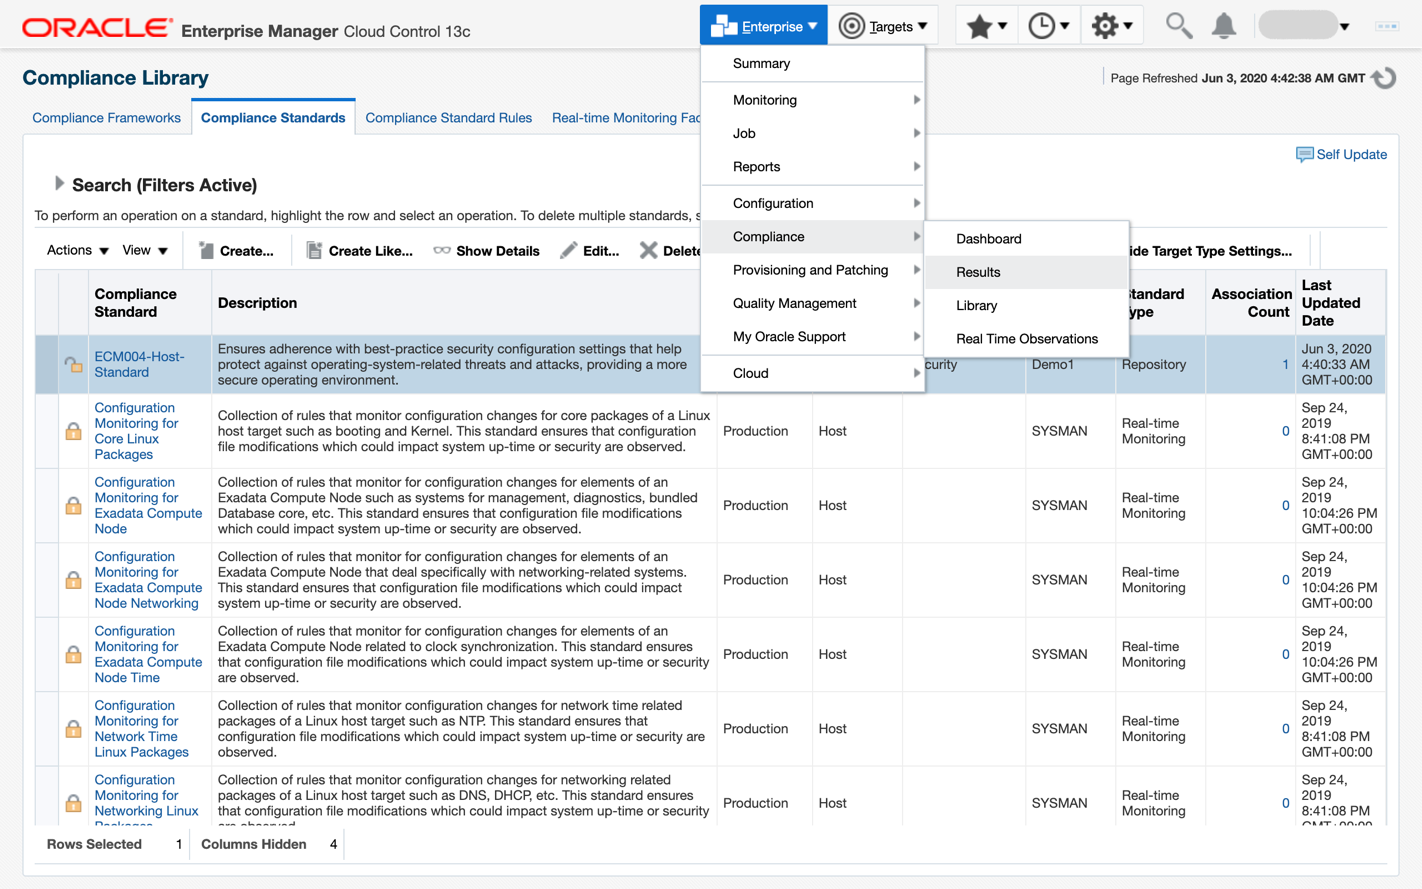 ORACLE® Enterprise Manager Cloud Control 13c
Enterprise
Targets
Compliance Library
Page Refreshed Jun 3, 2020 4:42:38 AM GMT
Compliance Frameworks
Compliance Standards
Compliance Standard Rules
Real-time Monitoring Fac
Self Update
Search (Filters Active)
To perform an operation on a standard, highlight the row and select an operation. To delete multiple standards, s
Actions
View
Create...
Create Like...
Show Details
Edit...
Delete
ide Target Type Settings...
Summary
Monitoring
Job
Reports
Configuration
Compliance
Provisioning and Patching
Quality Management
My Oracle Support
Cloud
Dashboard
Results
Library
Real Time Observations
Compliance
Standard
Description
tandard
ype
Association
Count
Last
Updated
Date
ECM004-Host-
Standard
Ensures adherence with best-practice security configuration settings that help
protect against operating-system-related threats and attacks, providing a more
secure operating environment.
curity
Demo1
Repository
1
Jun 3, 2020
4:40:33 AM
GMT+00:00
Configuration
Monitoring for
Core Linux
Packages
Collection of rules that monitor configuration changes for core packages of a Linux
host target such as booting and Kernel. This standard ensures that configuration
file modifications which could impact system up-time or security are observed.
Production
Host
SYSMAN
Real-time
Monitoring
0
Sep 24,
2019
8:41:08 PM
GMT+00:00
Configuration
Monitoring for
Exadata Compute
Node
Collection of rules that monitor for configuration changes for elements of an
Exadata Compute Node such as systems for management, diagnostics, bundled
Database core, etc. This standard ensures that configuration file modifications
which could impact system up-time or security are observed.
Production
Host
SYSMAN
Real-time
Monitoring
0
Sep 24,
2019
10:04:26 PM
GMT+00:00
Configuration
Monitoring for
Exadata Compute
Node Networking
Collection of rules that monitor for configuration changes for elements of an
Exadata Compute Node that deal specifically with networking-related systems.
This standard ensures that configuration file modifications which could impact
system up-time or security are observed.
Production
Host
SYSMAN
Real-time
Monitoring
0
Sep 24,
2019
10:04:26 PM
GMT+00:00
Configuration
Monitoring for
Exadata Compute
Node Time
Collection of rules that monitor for configuration changes for elements of an
Exadata Compute Node related to clock synchronization. This standard ensures
that configuration file modifications which could impact system up-time or security
are observed.
Production
Host
SYSMAN
Real-time
Monitoring
0
Sep 24,
2019
10:04:26 PM
GMT+00:00
Configuration
Monitoring for
Network Time
Linux Packages
Collection of rules that monitor configuration changes for network time related
packages of a Linux host target such as NTP. This standard ensures that
configuration file modifications which could impact system up-time or security are
observed.
Production
Host
SYSMAN
Real-time
Monitoring
0
Sep 24,
2019
8:41:08 PM
GMT+00:00
Configuration
Monitoring for
Networking Linux
Packages
Collection of rules that monitor configuration changes for networking related
packages of a Linux host target such as DNS, DHCP, etc. This standard ensures
that configuration file modifications which could impact system up-time or security
are observed
Production
Host
SYSMAN
Real-time
Monitoring
0
Sep 24,
2019
8:41:08 PM
GMT+00:00
Rows Selected 1
Columns Hidden 4